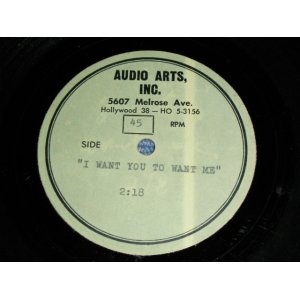 AUDIO ARTS,
INC.
5607 Melrose Ave.
Hollywood 38 — HO 5-3156
45 RPM
SIDE
"I WANT YOU TO WANT ME"
2:18